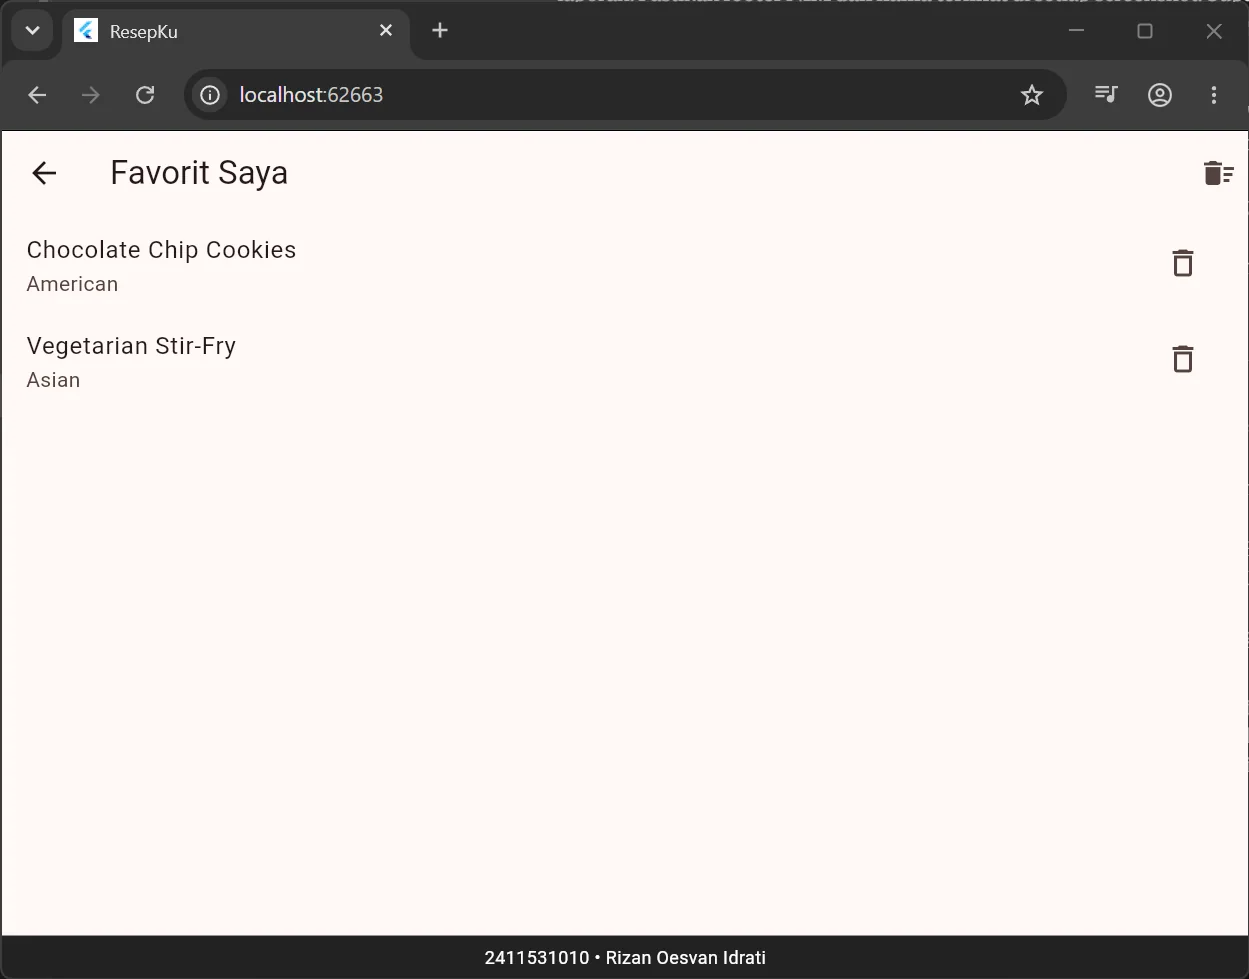 ResepKu
localhost:62663
Favorit Saya
Chocolate Chip Cookies
American
Vegetarian Stir-Fry
Asian
2411531010 • Rizan Oesvan Idrati